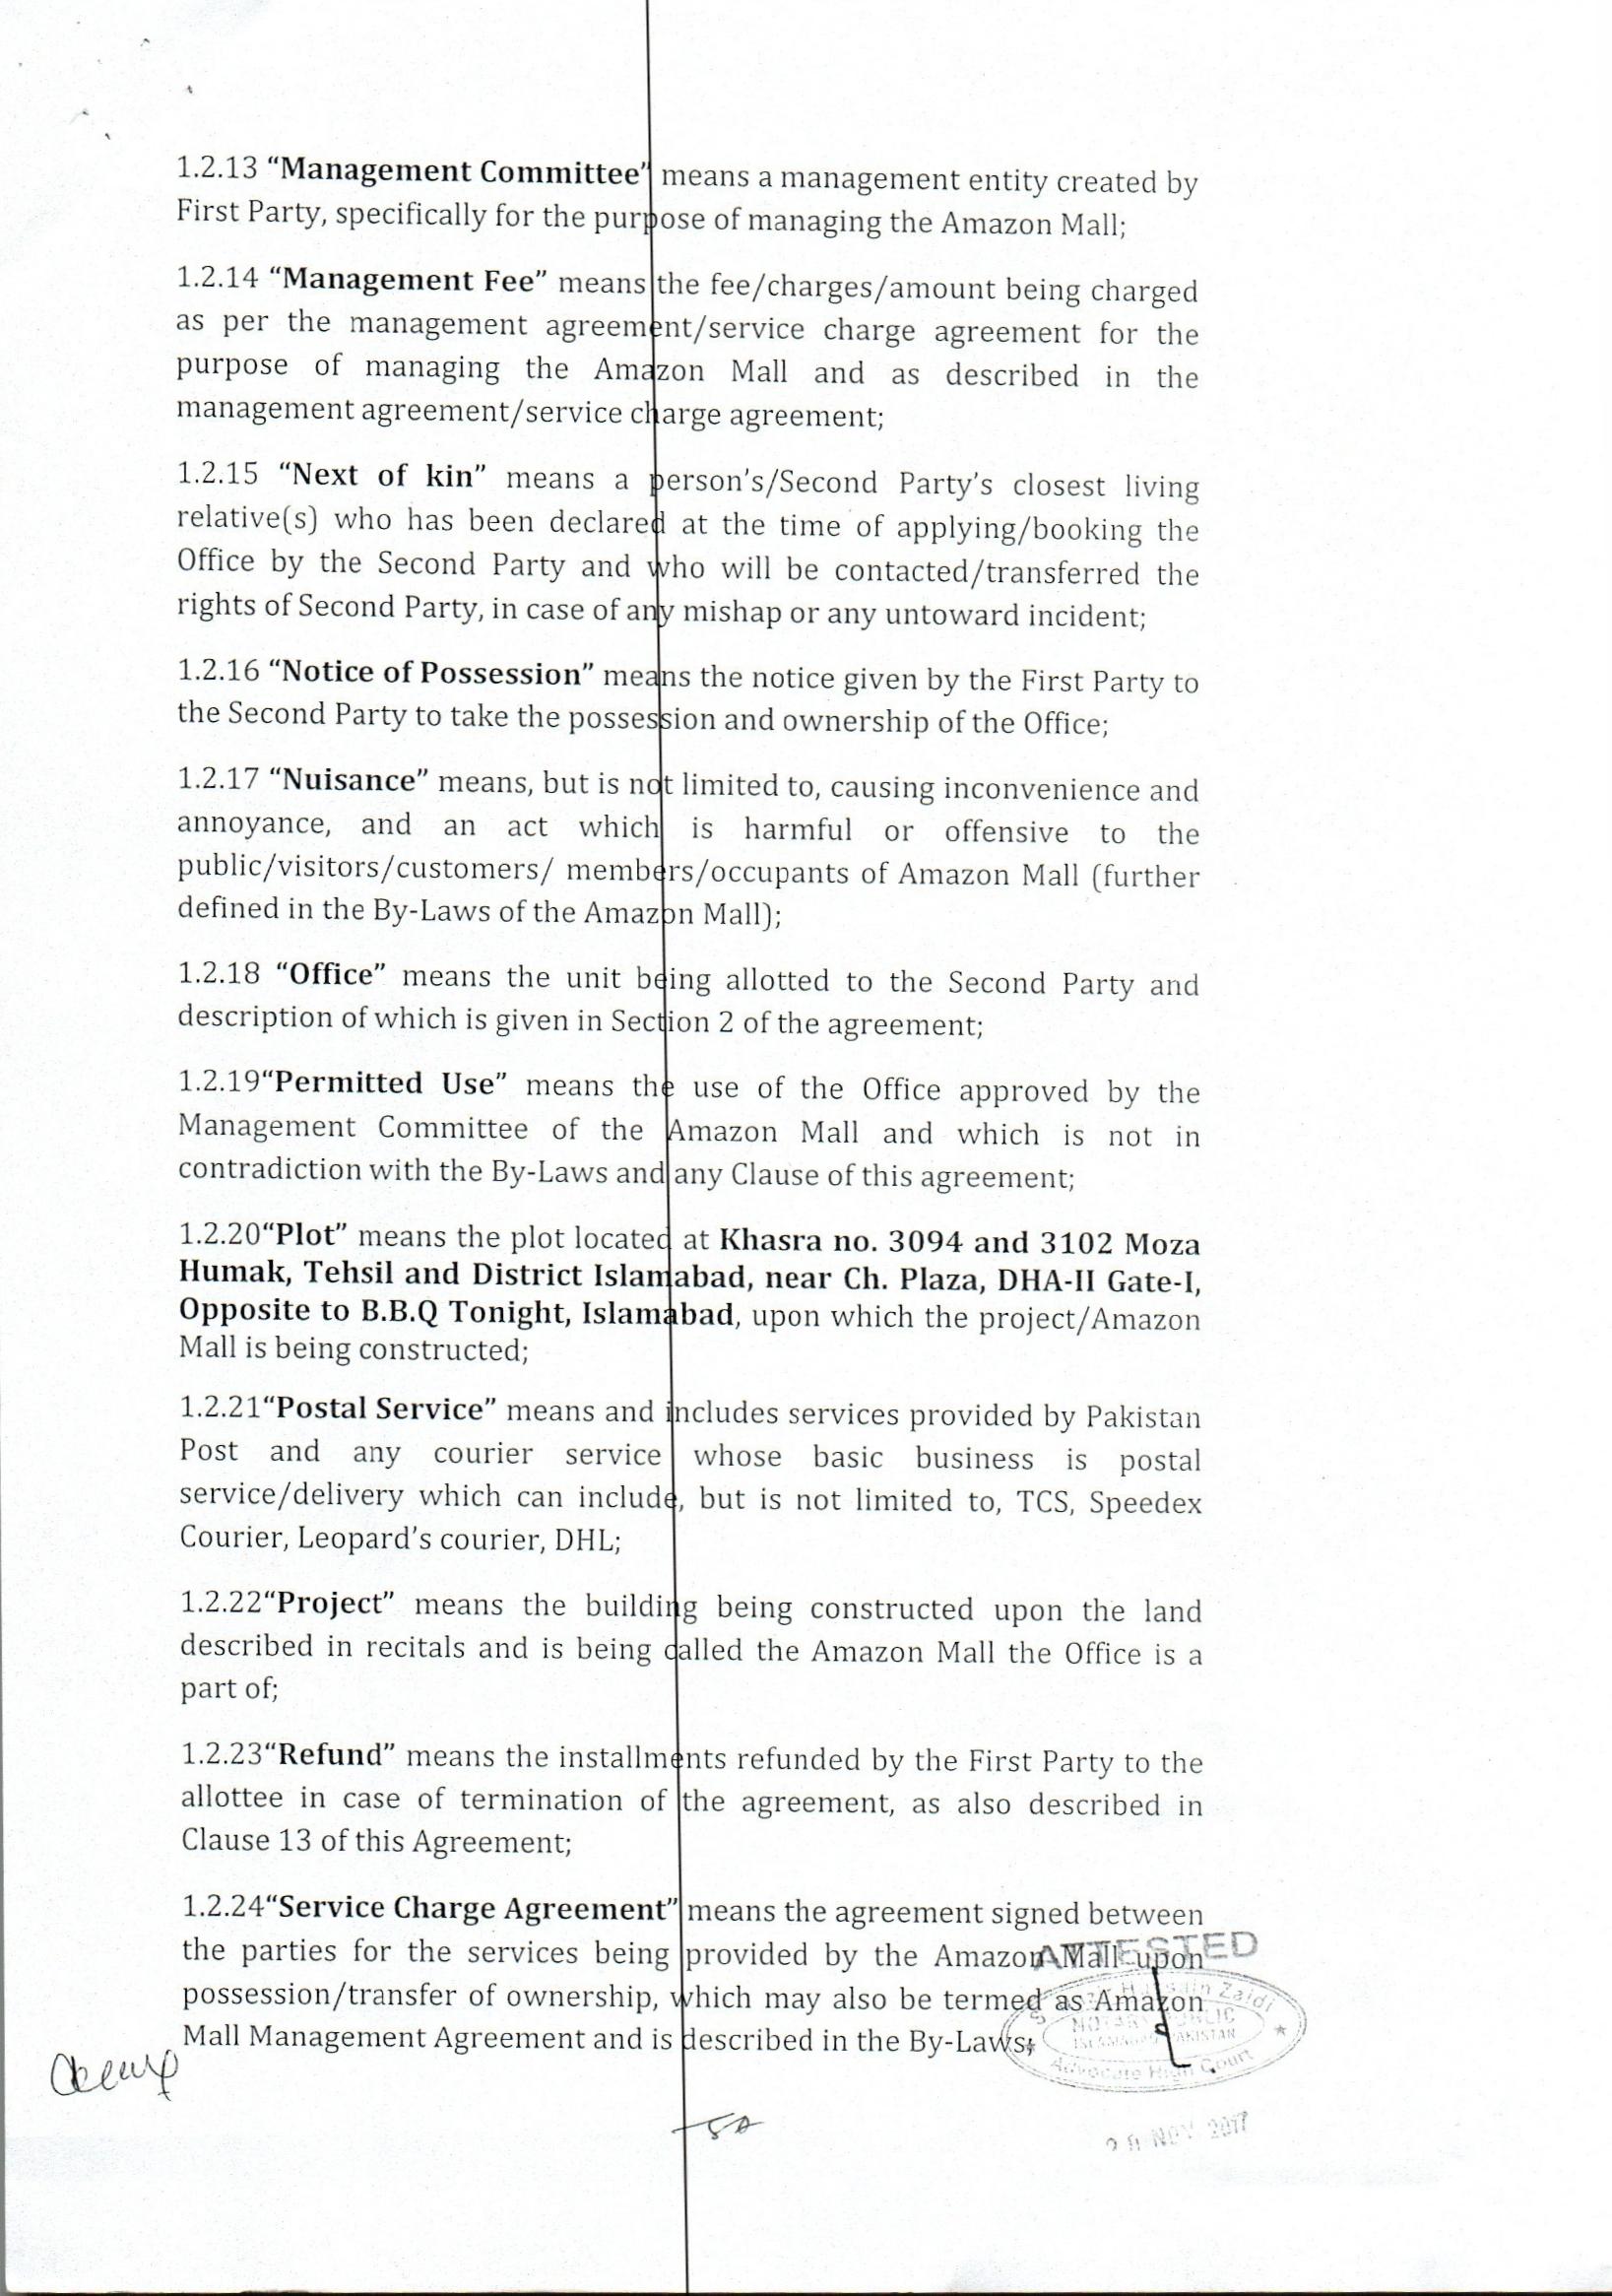 1.2.13 “Management Committee” means a management entity created by
First Party, specifically for the purpose of managing the Amazon Mall;
1.2.14 “Management Fee” means the fee/charges/amount being charged
as per the management agreement/service charge agreement for the
purpose of managing the Amazon Mall and as described in the
management agreement/service charge agreement;
1.2.15 “Next of kin” means a person’s/Second Party’s closest living
relative(s) who has been declared at the time of applying/booking the
Office by the Second Party and who will be contacted/transferred the
rights of Second Party, in case of any mishap or any untoward incident;
1.2.16 “Notice of Possession” means the notice given by the First Party to
the Second Party to take the possession and ownership of the Office;
1.2.17 “Nuisance” means, but is not limited to, causing inconvenience and
annoyance, and an act which is harmful or offensive to the
public/visitors/customers/ members/occupants of Amazon Mall (further
defined in the By-Laws of the Amazon Mall);
1.2.18 “Office” means the unit being allotted to the Second Party and
description of which is given in Section 2 of the agreement;
1.2.19“Permitted Use” means the use of the Office approved by the
Management Committee of the Amazon Mall and which is not in
contradiction with the By-Laws and any Clause of this agreement;
1.2.20“Plot” means the plot located at Khasra no. 3094 and 3102 Moza
Humak, Tehsil and District Islamabad, near Ch. Plaza, DHA-II Gate-I,
Opposite to B.B.Q Tonight, Islamabad, upon which the project/Amazon
Mall is being constructed;
1.2.21“Postal Service” means and includes services provided by Pakistan
Post and any courier service whose basic business is postal
service/delivery which can include, but is not limited to, TCS, Speedex
Courier, Leopard’s courier, DHL;
1.2.22“Project” means the building being constructed upon the land
described in recitals and is being called the Amazon Mall the Office is a
part of;
1.2.23“Refund” means the installments refunded by the First Party to the
allottee in case of termination of the agreement, as also described in
Clause 13 of this Agreement;
1.2.24“Service Charge Agreement” means the agreement signed between
the parties for the services being provided by the Amazon Mall upon
possession/transfer of ownership, which may also be termed as Amazon
Mall Management Agreement and is described in the By-Laws;
ATTESTED
Zaidi
NOTARY PUBLIC
ISLAMABAD PAKISTAN
Advocate High Court
NOV 2017